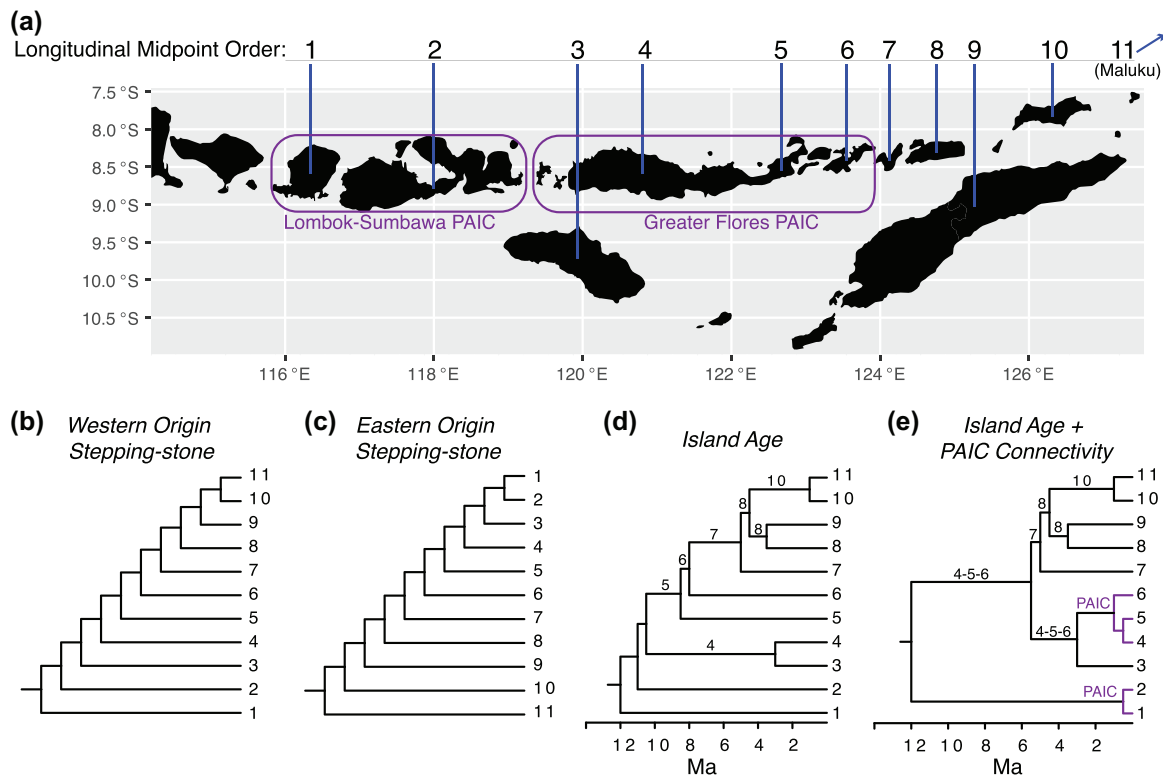 (a)
Longitudinal Midpoint Order: 1 2 3 4 5 6 7 8 9 10 11
(Maluku)
7.5 °S
8.0 °S
8.5 °S
9.0 °S
9.5 °S
10.0 °S
10.5 °S
Lombok-Sumbawa PAIC
Greater Flores PAIC
116 °E 118 °E 120 °E 122 °E 124 °E 126 °E
(b)
Western Origin
Stepping-stone
11
10
9
8
7
6
5
4
3
2
1
(c)
Eastern Origin
Stepping-stone
1
2
3
4
5
6
7
8
9
10
11
(d)
Island Age
10
8
8
7
6
5
4
11
10
9
8
7
6
5
4
3
2
1
12 10 8 6 4 2
Ma
(e)
Island Age +
PAIC Connectivity
10
8
8
7
4-5-6
PAIC
4-5-6
PAIC
11
10
9
8
7
6
5
4
3
2
1
12 10 8 6 4 2
Ma